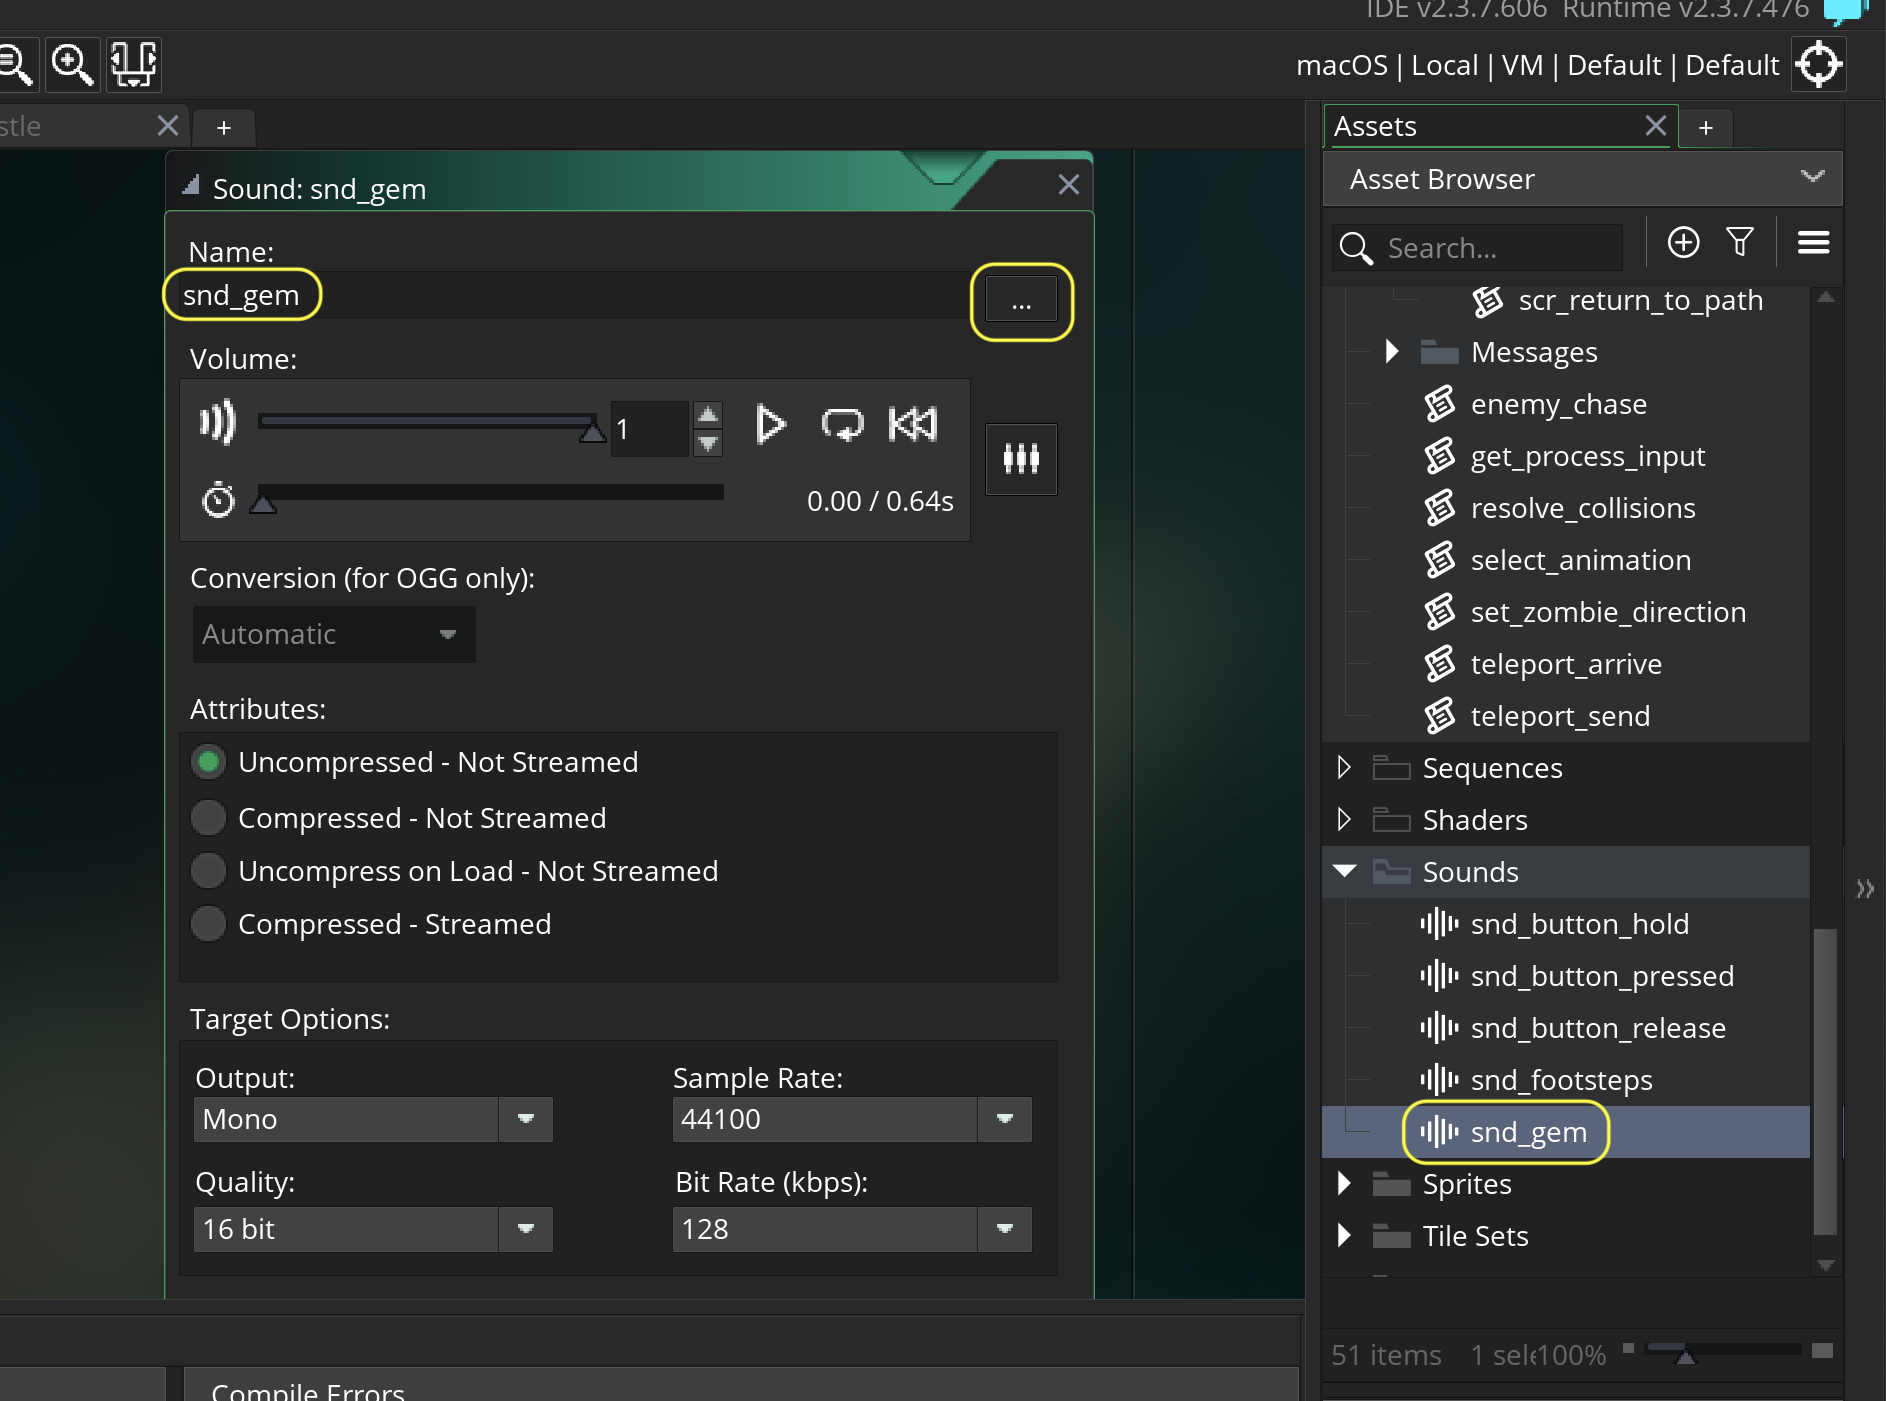 IDE v2.3.7.606 Runtime v2.3.7.476
macOS | Local | VM | Default | Default
stle
+
Assets
+
Sound: snd_gem
Name:
snd_gem
...
Volume:
1
0.00 / 0.64s
Conversion (for OGG only):
Automatic
Attributes:
Uncompressed - Not Streamed
Compressed - Not Streamed
Uncompress on Load - Not Streamed
Compressed - Streamed
Target Options:
Output:
Mono
Sample Rate:
44100
Quality:
16 bit
Bit Rate (kbps):
128
Compile Errors
Asset Browser
Search...
scr_return_to_path
Messages
enemy_chase
get_process_input
resolve_collisions
select_animation
set_zombie_direction
teleport_arrive
teleport_send
Sequences
Shaders
Sounds
snd_button_hold
snd_button_pressed
snd_button_release
snd_footsteps
snd_gem
Sprites
Tile Sets
51 items 1 sele 100%